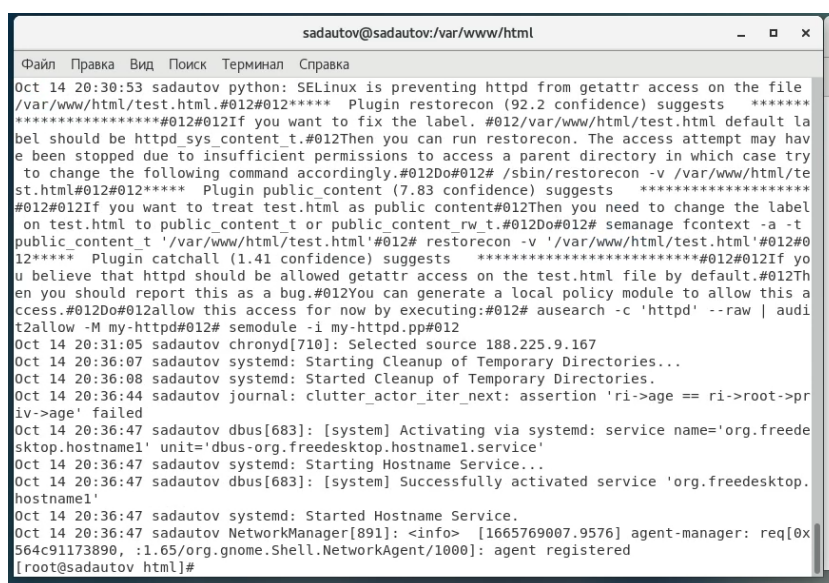 sadautov@sadautov:/var/www/html
Файл Правка Вид Поиск Терминал Справка
Oct 14 20:30:53 sadautov python: SELinux is preventing httpd from getattr access on the file
/var/www/html/test.html.#012#012***** Plugin restorecon (92.2 confidence) suggests *******
*****************#012#012If you want to fix the label. #012/var/www/html/test.html default la
bel should be httpd_sys_content_t.#012Then you can run restorecon. The access attempt may hav
e been stopped due to insufficient permissions to access a parent directory in which case try
to change the following command accordingly.#012Do#012# /sbin/restorecon -v /var/www/html/te
st.html#012#012***** Plugin public_content (7.83 confidence) suggests ********************
#012#012If you want to treat test.html as public content#012Then you need to change the label
on test.html to public_content_t or public_content_rw_t.#012Do#012# semanage fcontext -a -t
public_content_t '/var/www/html/test.html'#012# restorecon -v '/var/www/html/test.html'#012#0
12***** Plugin catchall (1.41 confidence) suggests **************************#012#012If yo
u believe that httpd should be allowed getattr access on the test.html file by default.#012Th
en you should report this as a bug.#012You can generate a local policy module to allow this a
ccess.#012Do#012allow this access for now by executing:#012# ausearch -c 'httpd' --raw | audi
t2allow -M my-httpd#012# semodule -i my-httpd.pp#012
Oct 14 20:31:05 sadautov chronyd[710]: Selected source 188.225.9.167
Oct 14 20:36:07 sadautov systemd: Starting Cleanup of Temporary Directories...
Oct 14 20:36:08 sadautov systemd: Started Cleanup of Temporary Directories.
Oct 14 20:36:44 sadautov journal: clutter_actor_iter_next: assertion 'ri->age == ri->root->pr
iv->age' failed
Oct 14 20:36:47 sadautov dbus[683]: [system] Activating via systemd: service name='org.freede
sktop.hostname1' unit='dbus-org.freedesktop.hostname1.service'
Oct 14 20:36:47 sadautov systemd: Starting Hostname Service...
Oct 14 20:36:47 sadautov dbus[683]: [system] Successfully activated service 'org.freedesktop.
hostname1'
Oct 14 20:36:47 sadautov systemd: Started Hostname Service.
Oct 14 20:36:47 sadautov NetworkManager[891]: <info> [1665769007.9576] agent-manager: req[0x
564c91173890, :1.65/org.gnome.Shell.NetworkAgent/1000]: agent registered
[root@sadautov html]#